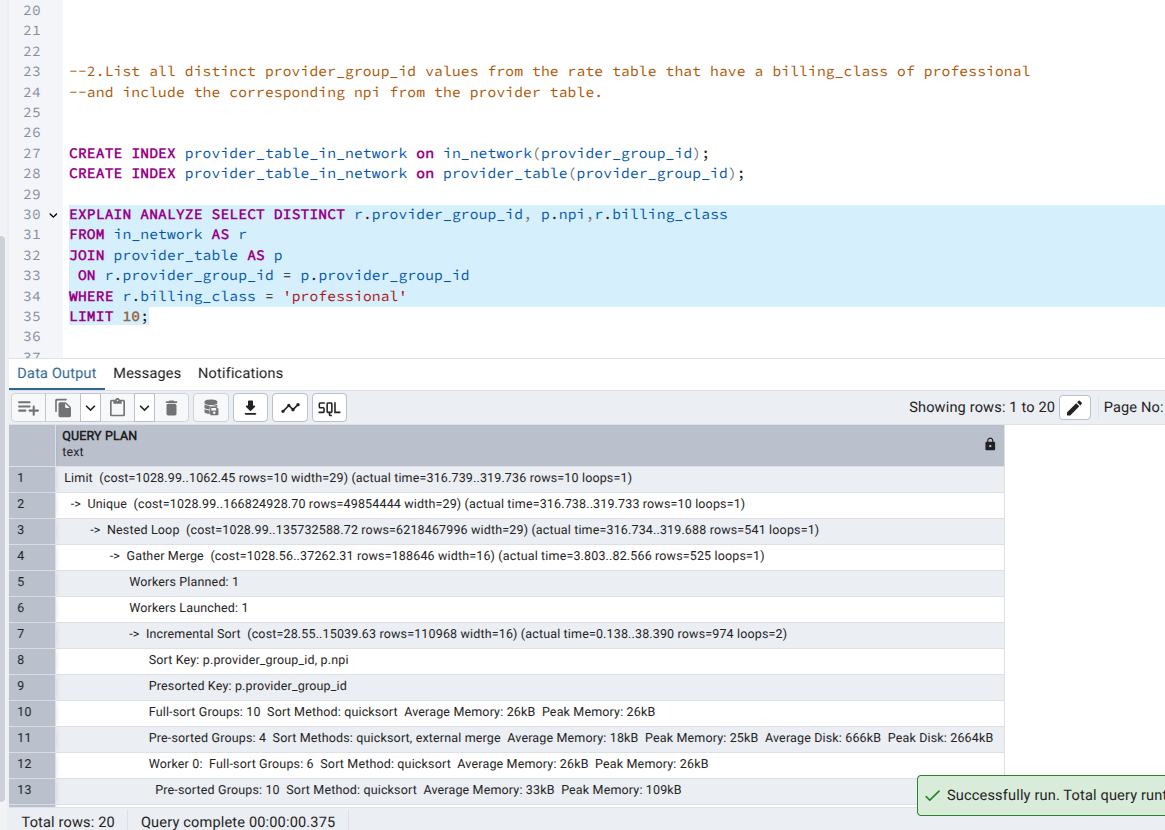 20
21
22
23 --2.List all distinct provider_group_id values from the rate table that have a billing_class of professional
24 --and include the corresponding npi from the provider table.
25
26
27 CREATE INDEX provider_table_in_network on in_network(provider_group_id);
28 CREATE INDEX provider_table_in_network on provider_table(provider_group_id);
29
30 EXPLAIN ANALYZE SELECT DISTINCT r.provider_group_id, p.npi,r.billing_class
31 FROM in_network AS r
32 JOIN provider_table AS p
33 ON r.provider_group_id = p.provider_group_id
34 WHERE r.billing_class = 'professional'
35 LIMIT 10;
36
37
Data Output Messages Notifications
SQL Showing rows: 1 to 20 Page No:
QUERY PLAN
text
1 Limit (cost=1028.99..1062.45 rows=10 width=29) (actual time=316.739..319.736 rows=10 loops=1)
2 -> Unique (cost=1028.99..166824928.70 rows=49854444 width=29) (actual time=316.738..319.733 rows=10 loops=1)
3 -> Nested Loop (cost=1028.99..135732588.72 rows=6218467996 width=29) (actual time=316.734..319.688 rows=541 loops=1)
4 -> Gather Merge (cost=1028.56..37262.31 rows=188646 width=16) (actual time=3.803..82.566 rows=525 loops=1)
5 Workers Planned: 1
6 Workers Launched: 1
7 -> Incremental Sort (cost=28.55..15039.63 rows=110968 width=16) (actual time=0.138..38.390 rows=974 loops=2)
8 Sort Key: p.provider_group_id, p.npi
9 Presorted Key: p.provider_group_id
10 Full-sort Groups: 10 Sort Method: quicksort Average Memory: 26kB Peak Memory: 26kB
11 Pre-sorted Groups: 4 Sort Methods: quicksort, external merge Average Memory: 18kB Peak Memory: 25kB Average Disk: 666kB Peak Disk: 2664kB
12 Worker 0: Full-sort Groups: 6 Sort Method: quicksort Average Memory: 26kB Peak Memory: 26kB
13 Pre-sorted Groups: 10 Sort Method: quicksort Average Memory: 33kB Peak Memory: 109kB
Successfully run. Total query
Total rows: 20 Query complete 00:00:00.375